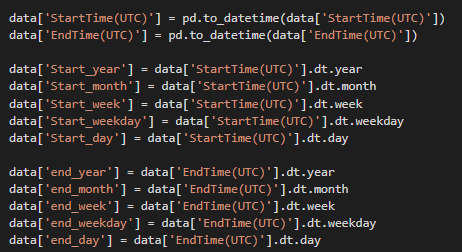 data['StartTime(UTC)'] = pd.to_datetime(data['StartTime(UTC)'])
data['EndTime(UTC)'] = pd.to_datetime(data['EndTime(UTC)'])
data['Start_year'] = data['StartTime(UTC)'].dt.year
data['Start_month'] = data['StartTime(UTC)'].dt.month
data['Start_week'] = data['StartTime(UTC)'].dt.week
data['Start_weekday'] = data['StartTime(UTC)'].dt.weekday
data['Start_day'] = data['StartTime(UTC)'].dt.day
data['end_year'] = data['EndTime(UTC)'].dt.year
data['end_month'] = data['EndTime(UTC)'].dt.month
data['end_week'] = data['EndTime(UTC)'].dt.week
data['end_weekday'] = data['EndTime(UTC)'].dt.weekday
data['end_day'] = data['EndTime(UTC)'].dt.day